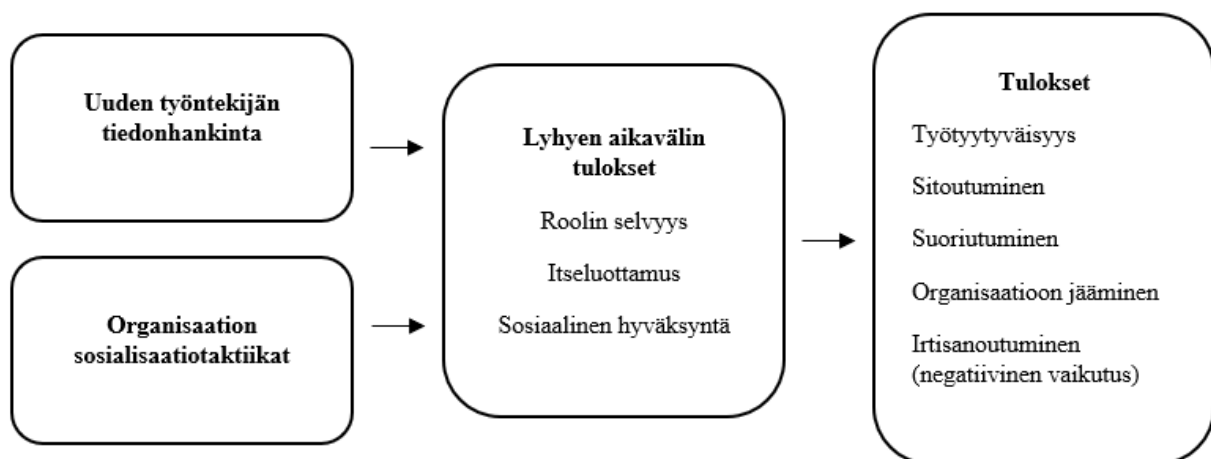 Uuden työntekijän
tiedonhankinta
Organisaation
sosialisaatiotaktiikat
Lyhyen aikavälin
tulokset
Roolin selvyys
Itseluottamus
Sosiaalinen hyväksyntä
Tulokset
Työtyytyväisyys
Sitoutuminen
Suoriutuminen
Organisaatioon jääminen
Irtisanoutuminen
(negatiivinen vaikutus)